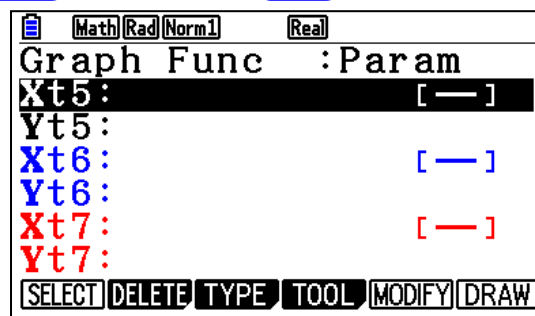 Math Rad Norm1 Real
Graph Func :Param
Xt5: [—]
Yt5:
Xt6: [—]
Yt6:
Xt7: [—]
Yt7:
SELECT DELETE TYPE TOOL MODIFY DRAW